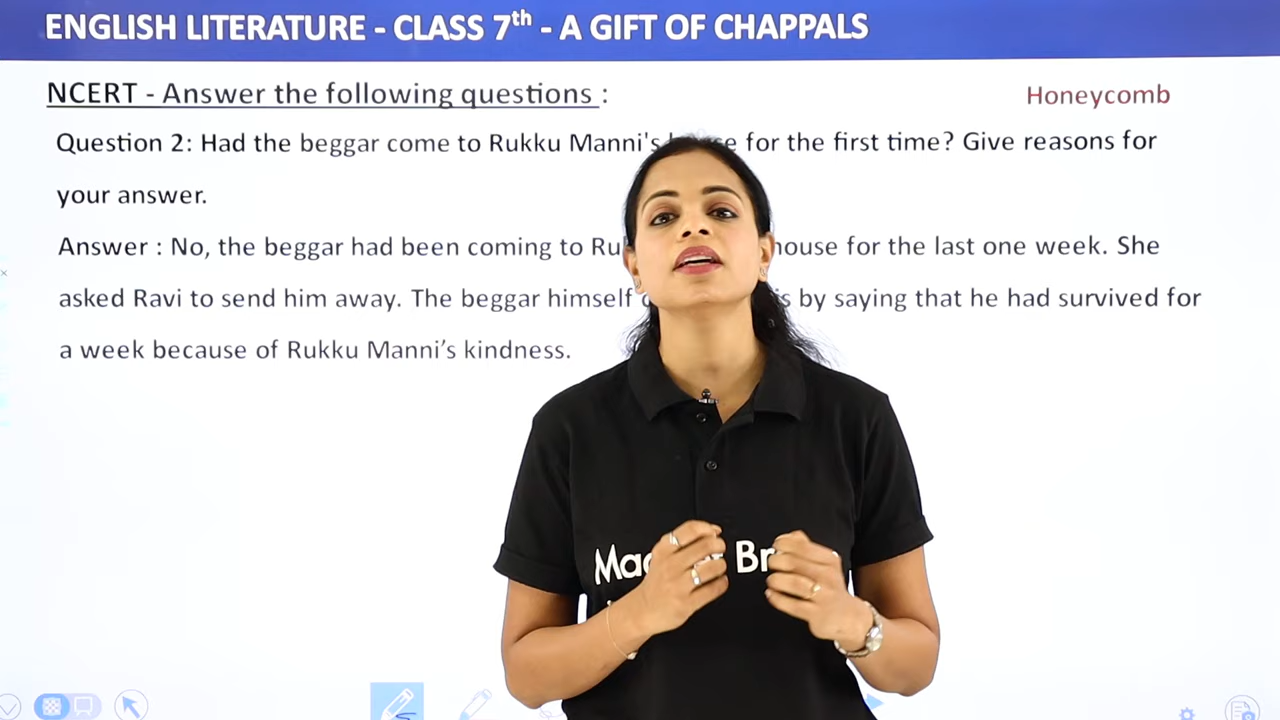 ENGLISH LITERATURE - CLASS 7th - A GIFT OF CHAPPALS
NCERT - Answer the following questions :
Honeycomb
Question 2: Had the beggar come to Rukku Manni's for the first time? Give reasons for
your answer.
Answer : No, the beggar had been coming to house for the last one week. She
asked Ravi to send him away. The beggar himself by saying that he had survived for
a week because of Rukku Manni’s kindness.